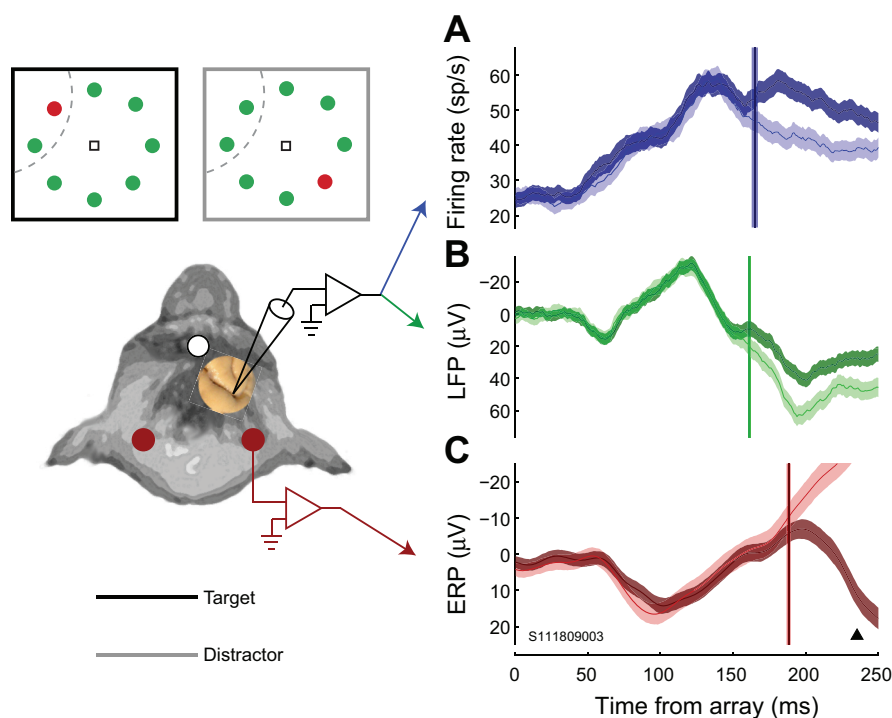 A
Firing rate (sp/s)
60
50
40
30
20
B
LFP (μV)
−20
0
20
40
60
C
ERP (μV)
−20
−10
0
10
20
S111809003
0
50
100
150
200
250
Time from array (ms)
Target
Distractor